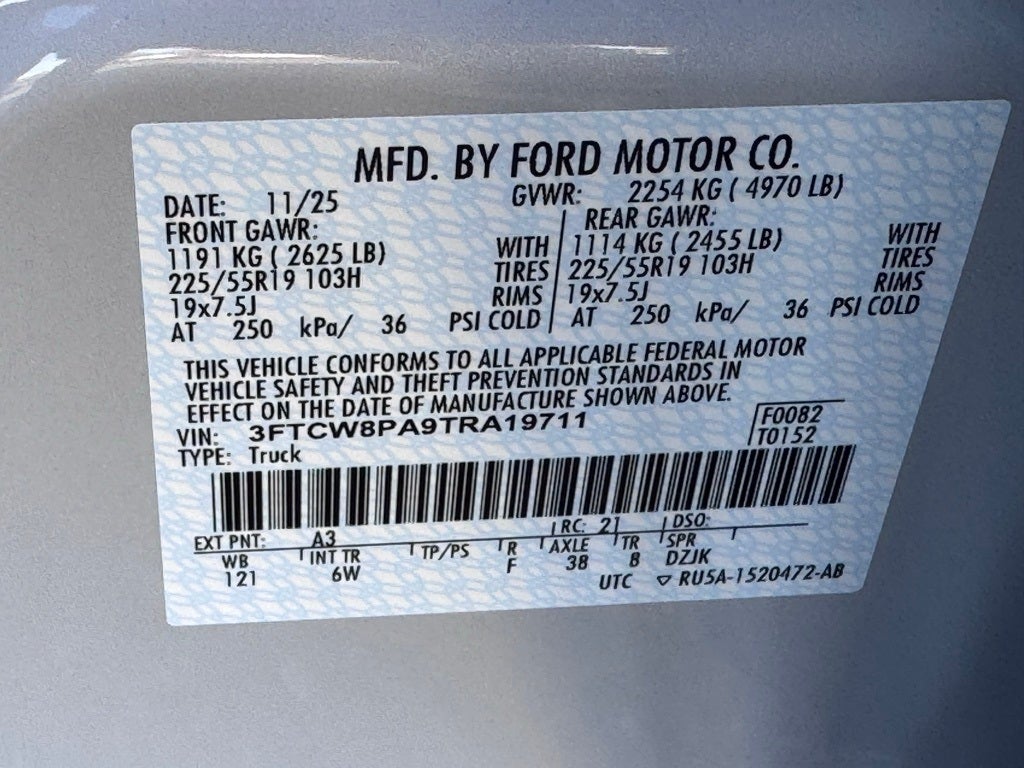 MFD. BY FORD MOTOR CO.
DATE: 11/25 GVWR: 2254 KG ( 4970 LB)
FRONT GAWR: REAR GAWR:
1191 KG ( 2625 LB) WITH 1114 KG ( 2455 LB) WITH
225/55R19 103H TIRES 225/55R19 103H TIRES
19x7.5J RIMS 19x7.5J RIMS
AT 250 kPa/ 36 PSI COLD AT 250 kPa/ 36 PSI COLD
THIS VEHICLE CONFORMS TO ALL APPLICABLE FEDERAL MOTOR
VEHICLE SAFETY AND THEFT PREVENTION STANDARDS IN
EFFECT ON THE DATE OF MANUFACTURE SHOWN ABOVE.
VIN: 3FTCW8PA9TRA19711 F0082
TYPE: Truck T0152
EXT PNT: A3 RC: 21 DSO:
WB INT TR TP/PS R AXLE TR SPR
121 6W F 38 8 DZJK
UTC ▽ RU5A-1520472-AB